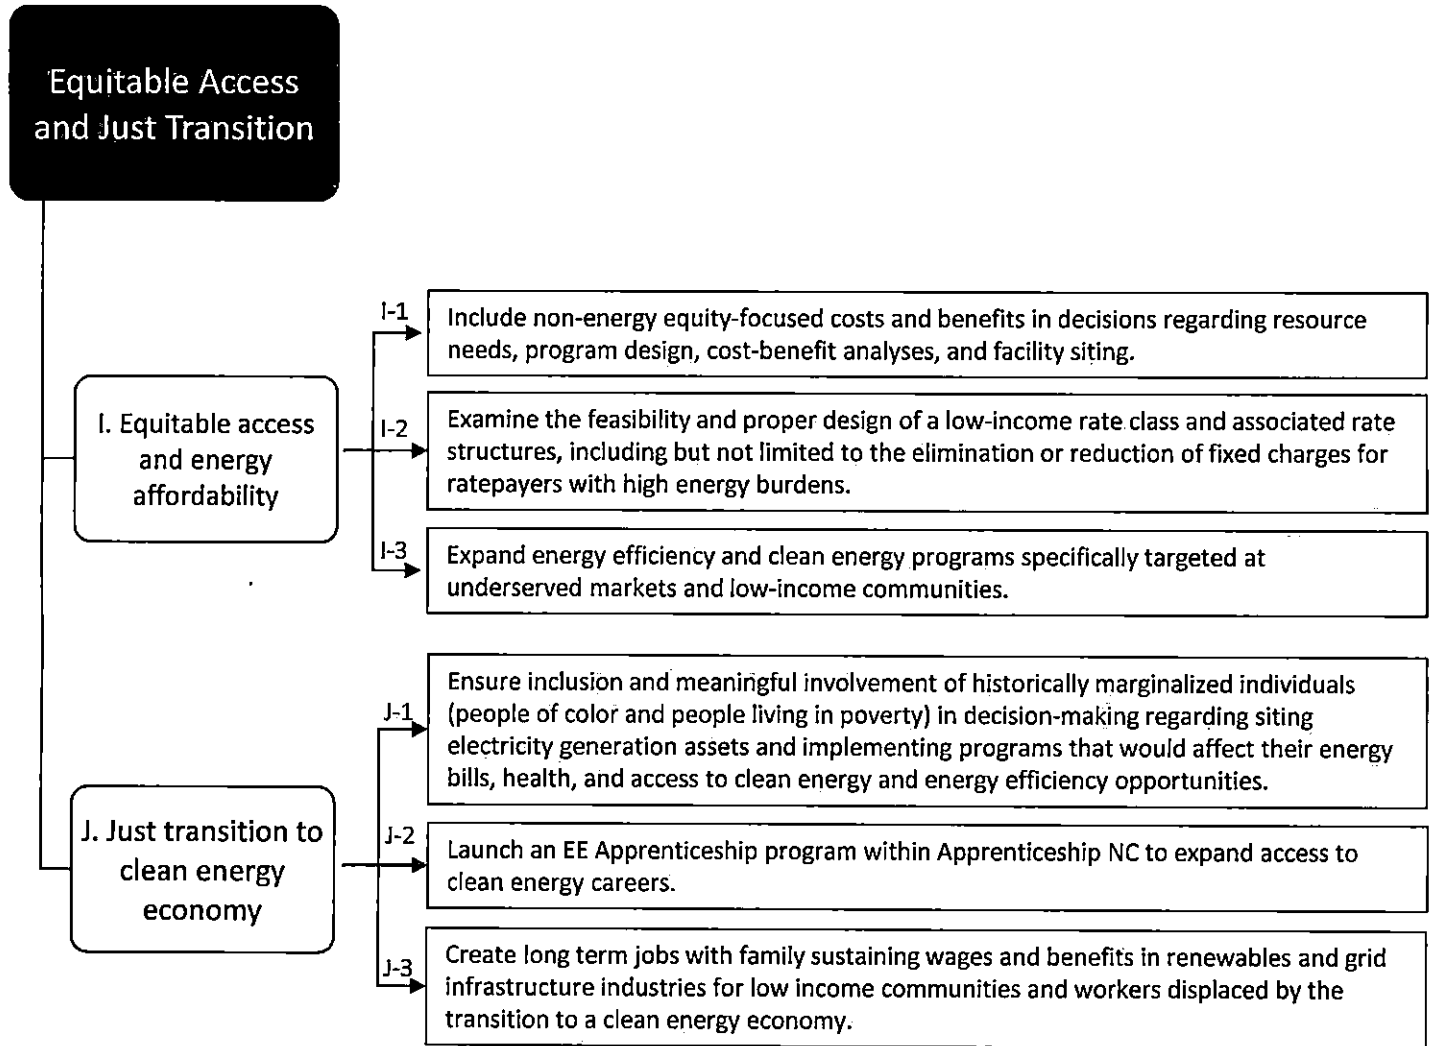 Equitable Access
and Just Transition
I. Equitable access
and energy
affordability
I-1
Include non-energy equity-focused costs and benefits in decisions regarding resource
needs, program design, cost-benefit analyses, and facility siting.
I-2
Examine the feasibility and proper design of a low-income rate class and associated rate
structures, including but not limited to the elimination or reduction of fixed charges for
ratepayers with high energy burdens.
I-3
Expand energy efficiency and clean energy programs specifically targeted at
underserved markets and low-income communities.
J. Just transition to
clean energy
economy
J-1
Ensure inclusion and meaningful involvement of historically marginalized individuals
(people of color and people living in poverty) in decision-making regarding siting
electricity generation assets and implementing programs that would affect their energy
bills, health, and access to clean energy and energy efficiency opportunities.
J-2
Launch an EE Apprenticeship program within Apprenticeship NC to expand access to
clean energy careers.
J-3
Create long term jobs with family sustaining wages and benefits in renewables and grid
infrastructure industries for low income communities and workers displaced by the
transition to a clean energy economy.